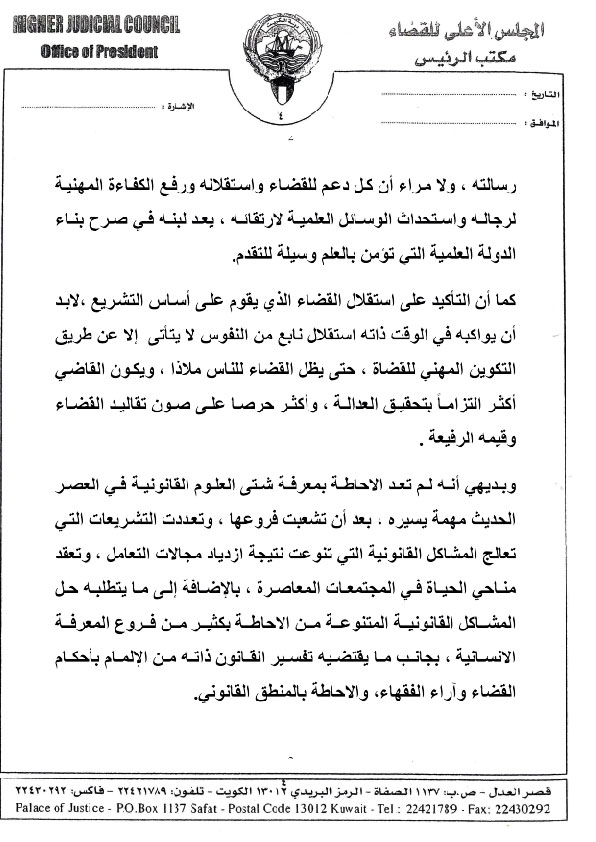 HIGHER JUDICIAL COUNCIL
Office of President
المجلس الأعلى للقضاء
مكتب الرئيس
التاريخ :
الموافق :
الإشارة :
٤
رسالته ، ولا مراء أن كل دعم للقضاء واستقلاله ورفع الكفاءة المهنية
لرجاله واستحداث الوسائل العلمية لارتقائه ، يعد لبنه في صرح بناء
الدولة العلمية التي تؤمن بالعلم وسيلة للتقدم.
كما أن التأكيد على استقلال القضاء الذي يقوم على أساس التشريع ،لابد
أن يواكبه في الوقت ذاته استقلال نابع من النفوس لا يتأتى إلا عن طريق
التكوين المهني للقضاة ، حتى يظل القضاء للناس ملاذا ، ويكون القاضي
أكثر التزاماً بتحقيق العدالة ، وأكثر حرصا على صون تقاليد القضاء
وقيمه الرفيعة .
وبديهي أنه لم تعد الاحاطة بمعرفة شتى العلوم القانونية في العصر
الحديث مهمة يسيره ، بعد أن تشعبت فروعها ، وتعددت التشريعات التي
تعالج المشاكل القانونية التي تنوعت نتيجة ازدياد مجالات التعامل ، وتعقد
مناحي الحياة في المجتمعات المعاصرة ، بالإضافة إلى ما يتطلبه حل
المشاكل القانونية المتنوعة من الاحاطة بكثير من فروع المعرفة
الانسانية ، بجانب ما يقتضيه تفسير القانون ذاته من الإلمام بأحكام
القضاء وآراء الفقهاء، والاحاطة بالمنطق القانوني.
٤
قصر العدل - ص.ب: ١١٣٧ الصفاة - الرمز البريدي ١٣٠١٢ الكويت - تلفون: ٢٢٤٢١٧٨٩ - فاكس: ٢٢٤٣٠٢٩٢
Palace of Justice - P.O.Box 1137 Safat - Postal Code 13012 Kuwait - Tel : 22421789 - Fax: 22430292